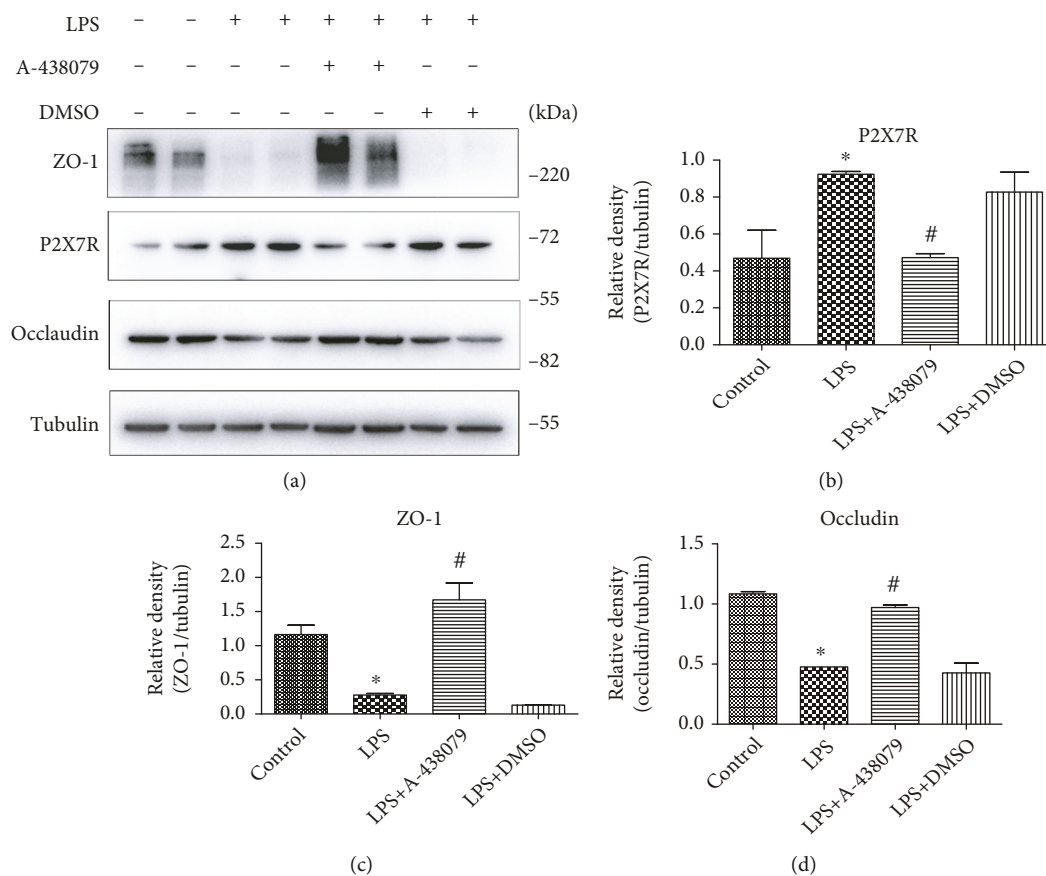 LPS – – + + + + + +
A-438079 – – – – + + – –
DMSO – – – – – – + + (kDa)
ZO-1
–220
P2X7R
–72
–55
Occlaudin
–82
Tubulin
–55
(a)
P2X7R
Relative density
(P2X7R/tubulin)
1.0
0.8
0.6
0.4
0.2
0.0
*
#
Control
LPS
LPS+A-438079
LPS+DMSO
(b)
ZO-1
Relative density
(ZO-1/tubulin)
2.5
2.0
1.5
1.0
0.5
0.0
*
#
Control
LPS
LPS+A-438079
LPS+DMSO
(c)
Occludin
Relative density
(occludin/tubulin)
1.5
1.0
0.5
0.0
*
#
Control
LPS
LPS+A-438079
LPS+DMSO
(d)